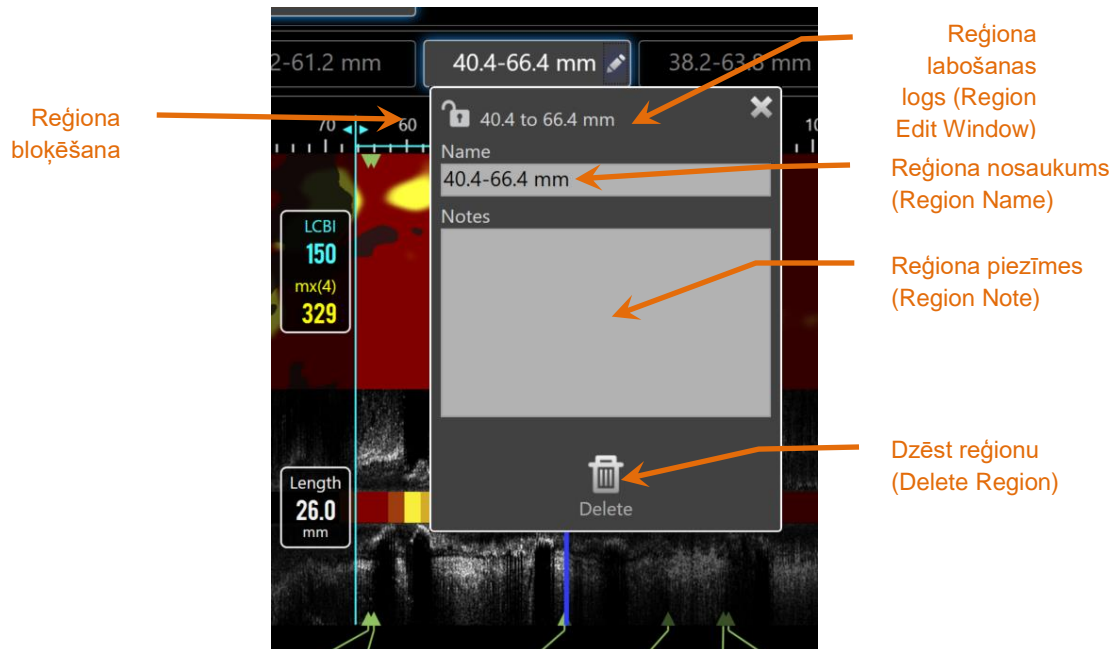 Reģiona
bloķēšana
2-61.2 mm
40.4-66.4 mm
38.2-63.8 mm
70
60
10
40.4 to 66.4 mm
Name
40.4-66.4 mm
Notes
LCBI
150
mx(4)
329
Length
26.0
mm
Delete
Reģiona
labošanas
logs (Region
Edit Window)
Reģiona nosaukums
(Region Name)
Reģiona piezīmes
(Region Note)
Dzēst reģionu
(Delete Region)